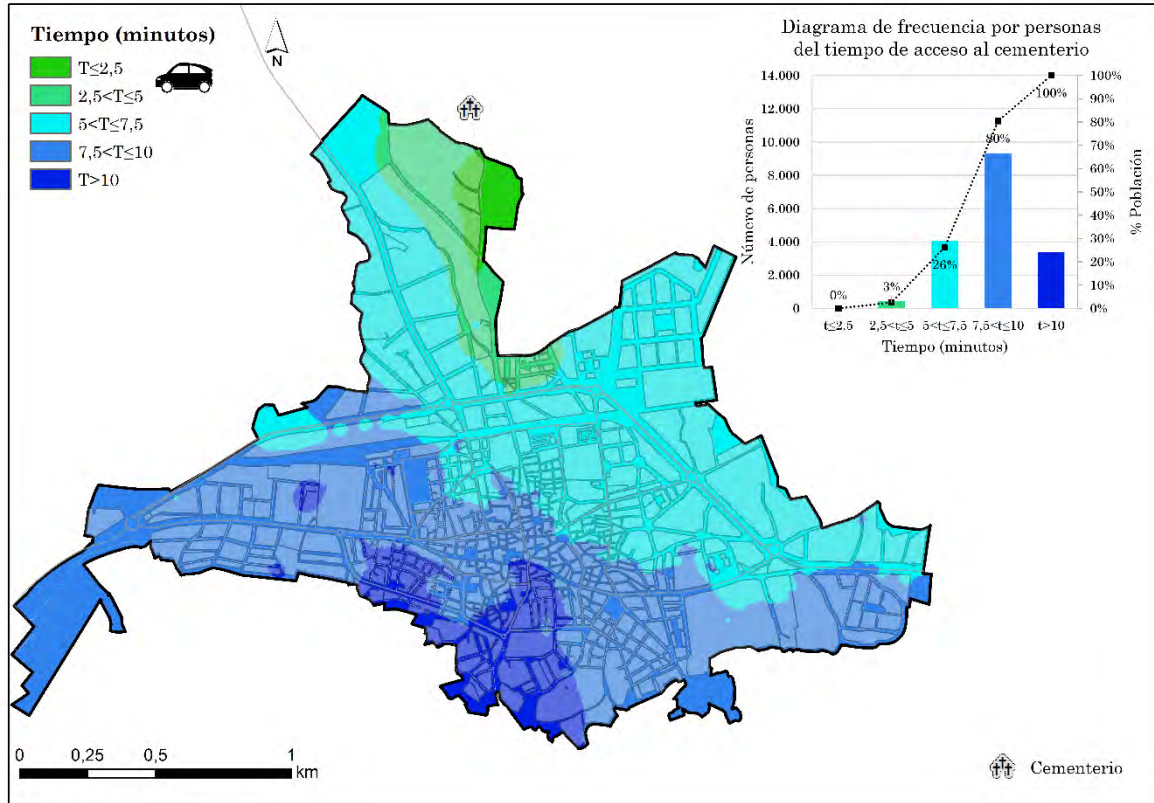 Tiempo (minutos)
T≤2,5
2,5<T≤5
5<T≤7,5
7,5<T≤10
T>10
N
Diagrama de frecuencia por personas
del tiempo de acceso al cementerio
14.000
12.000
10.000
8.000
6.000
4.000
2.000
0
Número de personas
100%
90%
80%
70%
60%
50%
40%
30%
20%
10%
0%
% Población
0%
3%
26%
80%
100%
t≤2.5
2,5<t≤5
5<t≤7,5
7,5<t≤10
t>10
Tiempo (minutos)
0
0,25
0,5
1
km
Cementerio